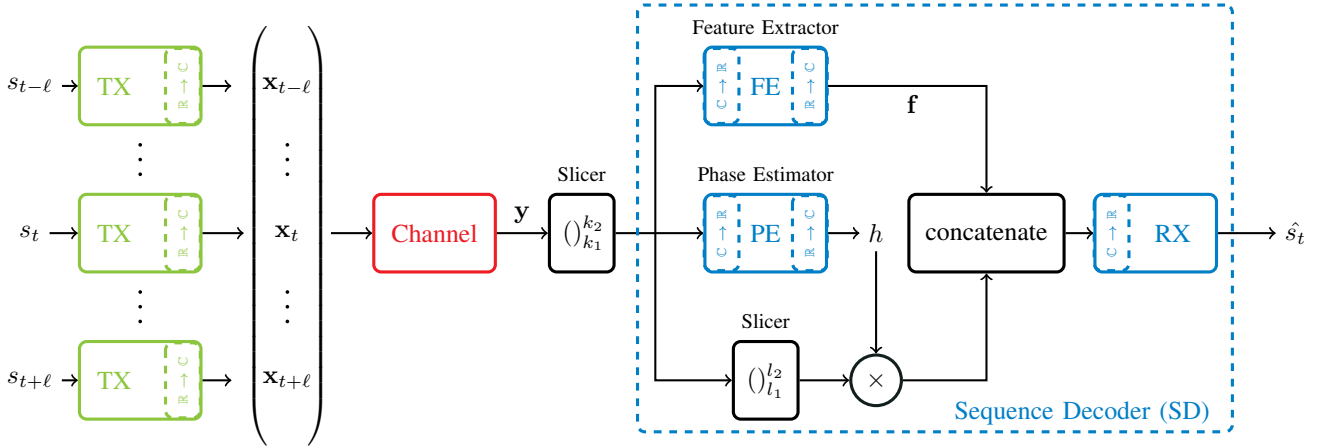 Feature Extractor
s_{t-ℓ} TX ℝ → ℂ x_{t-ℓ} ℂ → ℝ FE ℝ → ℂ
f
⋮ ⋮
Slicer Phase Estimator
s_t TX ℝ → ℂ x_t Channel y ()_{k_1}^{k_2} ℂ → ℝ PE ℝ → ℂ h concatenate ℂ → ℝ RX ŝ_t
⋮ ⋮
Slicer
s_{t+ℓ} TX ℝ → ℂ x_{t+ℓ} ()_{l_1}^{l_2} ×
Sequence Decoder (SD)